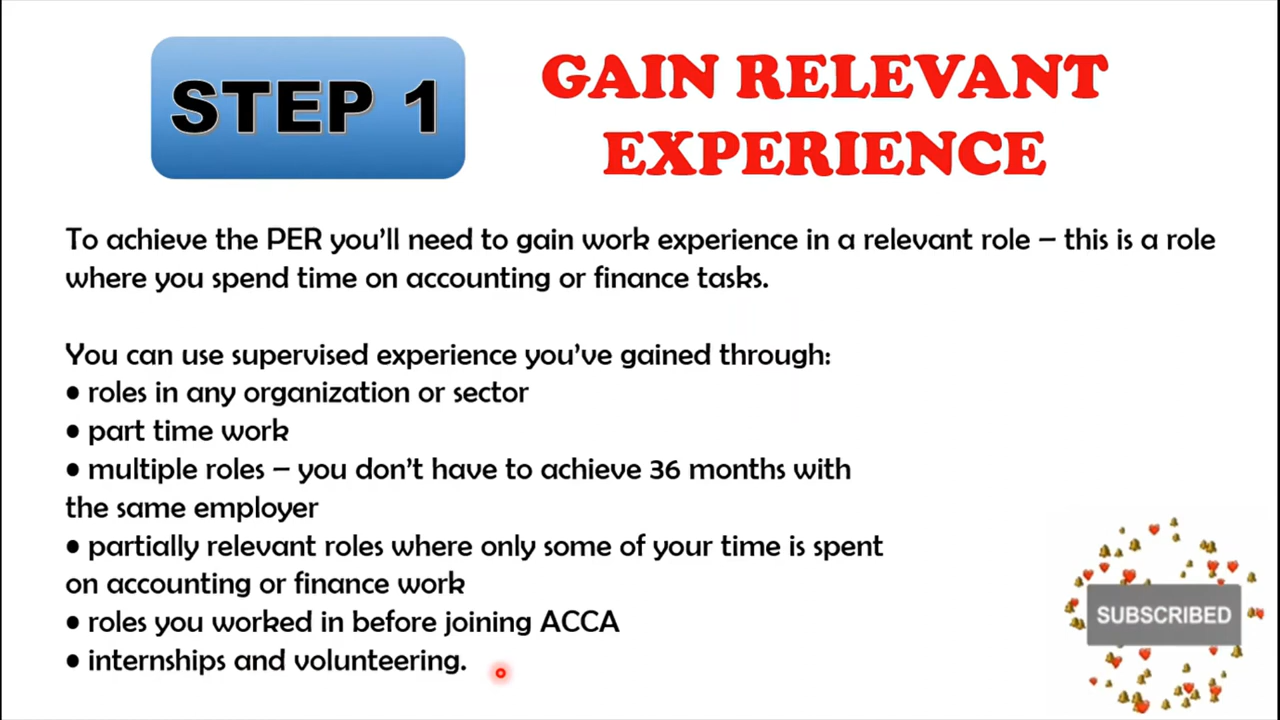 STEP 1
GAIN RELEVANT
EXPERIENCE
To achieve the PER you'll need to gain work experience in a relevant role – this is a role
where you spend time on accounting or finance tasks.
You can use supervised experience you've gained through:
• roles in any organization or sector
• part time work
• multiple roles – you don't have to achieve 36 months with
the same employer
• partially relevant roles where only some of your time is spent
on accounting or finance work
• roles you worked in before joining ACCA
• internships and volunteering.
SUBSCRIBED